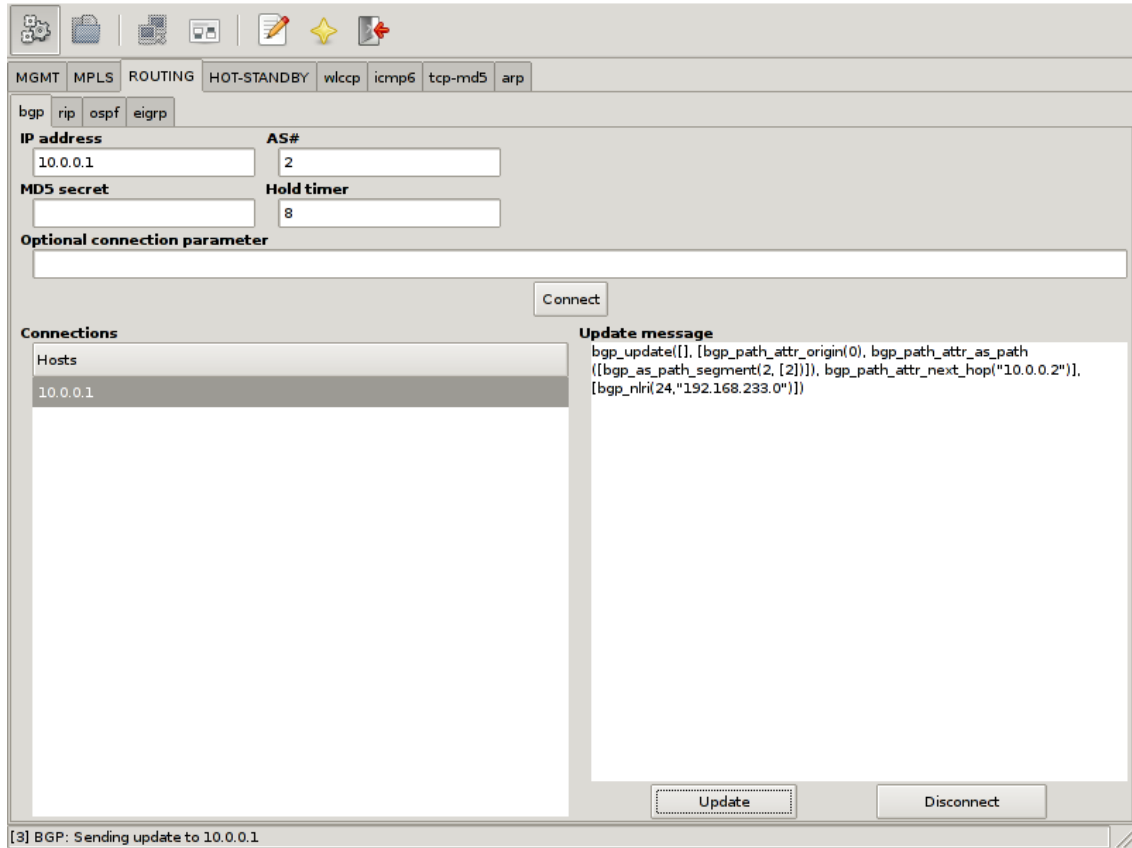 MGMT MPLS ROUTING HOT-STANDBY wlccp icmp6 tcp-md5 arp
bgp rip ospf eigrp
IP address AS#
10.0.0.1 2
MD5 secret Hold timer
8
Optional connection parameter
Connect
Connections Update message
Hosts
10.0.0.1
bgp_update([], [bgp_path_attr_origin(0), bgp_path_attr_as_path
([bgp_as_path_segment(2, [2])]), bgp_path_attr_next_hop("10.0.0.2")],
[bgp_nlri(24,"192.168.233.0")])
Update Disconnect
[3] BGP: Sending update to 10.0.0.1